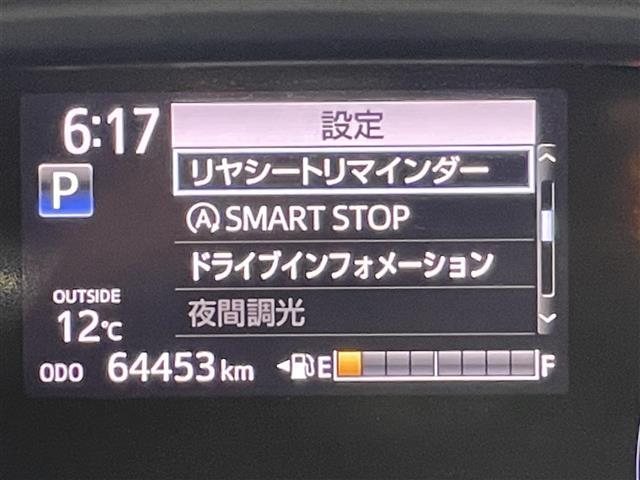 6:17
設定
リヤシートリマインダー
P
A SMART STOP
ドライブインフォメーション
OUTSIDE
12℃
夜間調光
ODO 64453 km
E F